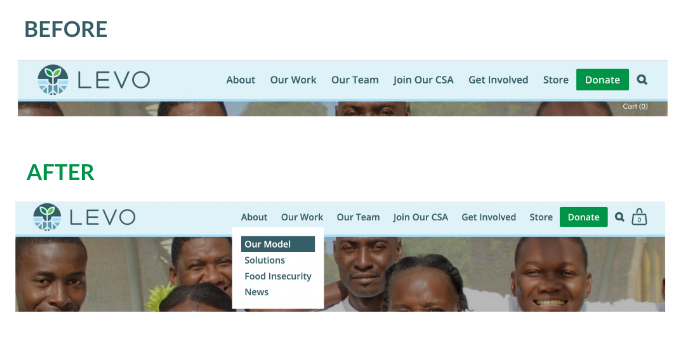 BEFORE
LEVO
About Our Work Our Team Join Our CSA Get Involved Store Donate
Cart (0)
AFTER
LEVO
About Our Work Our Team Join Our CSA Get Involved Store Donate
0
Our Model
Solutions
Food Insecurity
News